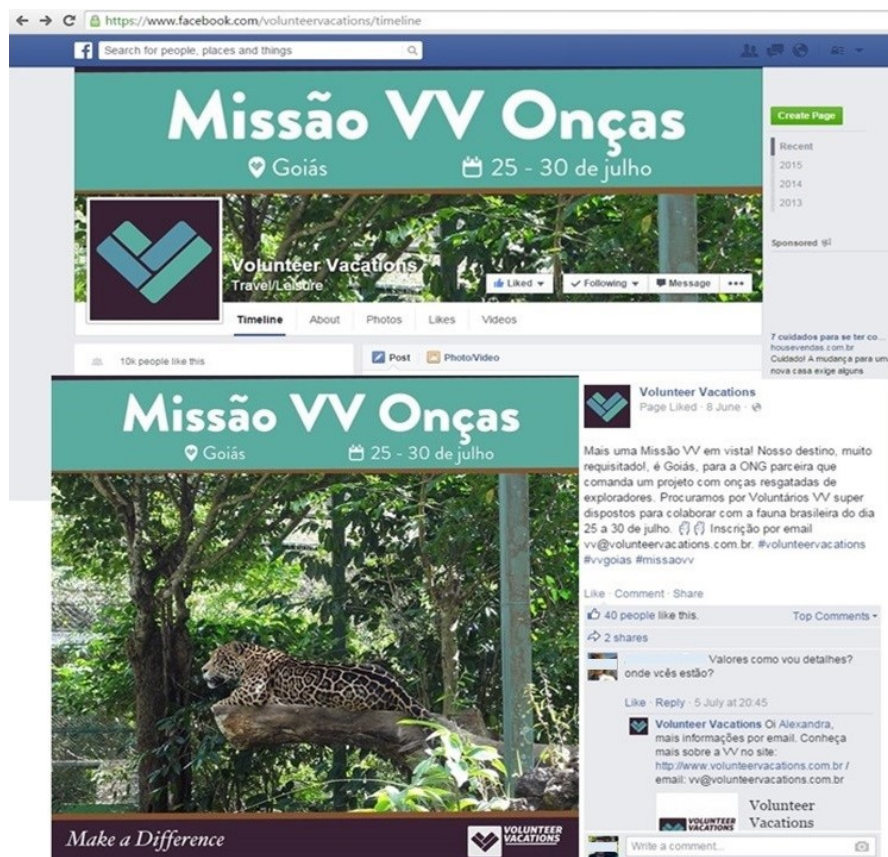 https://www.facebook.com/volunteervacations/timeline
Search for people, places and things
Missão VV Onças
Goiás
25 - 30 de julho
Create Page
Recent
2015
2014
2013
Sponsored
Volunteer Vacations
Travel/Leisure
Liked
Following
Message
Timeline
About
Photos
Likes
Videos
10k people like this
Post
Photo/Video
7 cuidados para se ter co...
housevendas.com.br
Cuidado! A mudança para um
nova casa exige alguns
Missão VV Onças
Goiás
25 - 30 de julho
Make a Difference
VOLUNTEER
VACATIONS
Volunteer Vacations
Page Liked · 8 June ·
Mais uma Missão VV em vista! Nosso destino, muito
requisitado!, é Goiás, para a ONG parceira que
comanda um projeto com onças resgatadas de
exploradores. Procuramos por Voluntários VV super
dispostos para colaborar com a fauna brasileira do dia
25 a 30 de julho. Inscrição por email
vv@volunteervacations.com.br. #volunteervacations
#vvgoias #missaovv
Like · Comment · Share
40 people like this.
Top Comments
2 shares
Valores como vou detalhes?
onde vcês estão?
Like · Reply · 5 July at 20:45
Volunteer Vacations Oi Alexandra,
mais informações por email. Conheça
mais sobre a VV no site:
http://www.volunteervacations.com.br /
email: vv@volunteervacations.com.br
VOLUNTEER
VACATIONS
Volunteer
Vacations
Write a comment...